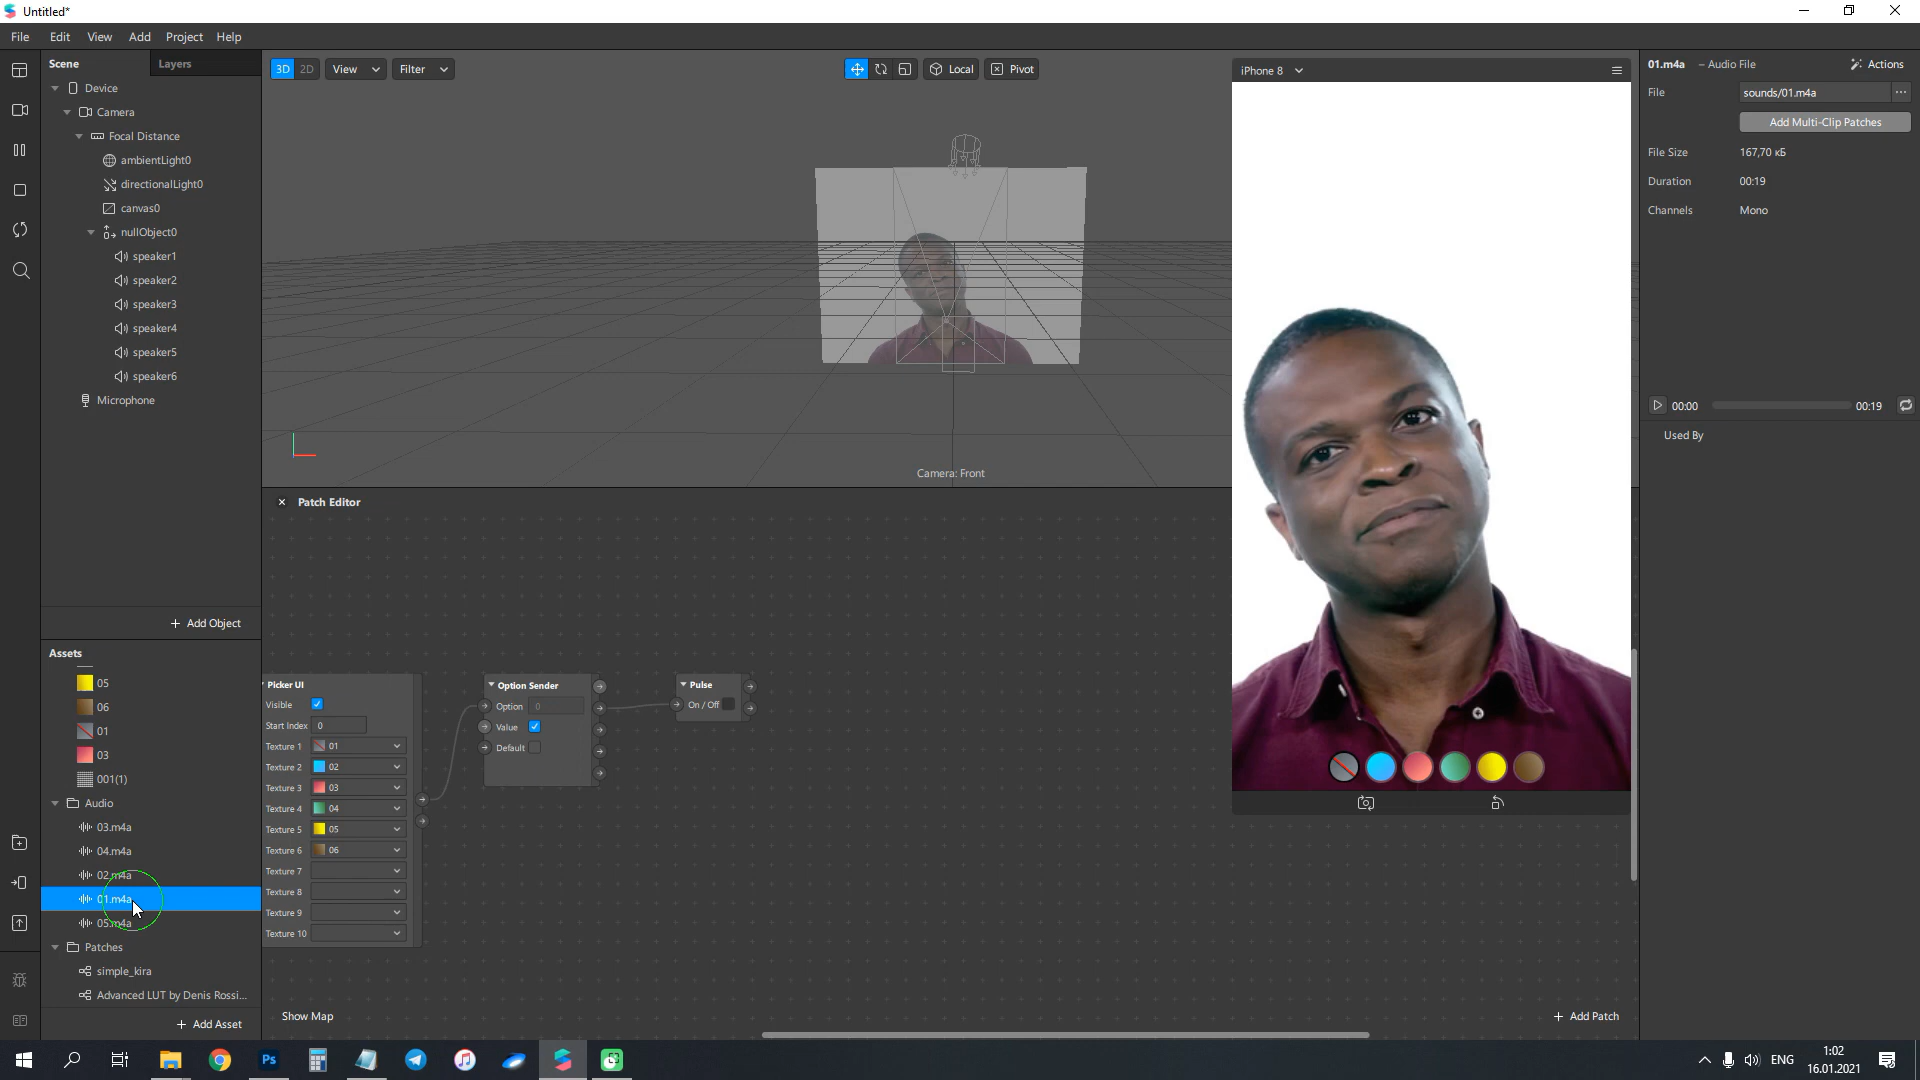 Untitled*
File Edit View Add Project Help
Scene Layers
Device
Camera
Focal Distance
ambientLight0
directionalLight0
canvas0
nullObject0
speaker1
speaker2
speaker3
speaker4
speaker5
speaker6
Microphone
+ Add Object
Assets
05
06
01
03
001(1)
Audio
03.m4a
04.m4a
02.m4a
01.m4a
05.m4a
Patches
simple_kira
Advanced LUT by Denis Rossi...
+ Add Asset
3D 2D View Filter Local Pivot
Camera: Front
Patch Editor
Picker UI
Visible
Start Index 0
Texture 1 01
Texture 2 02
Texture 3 03
Texture 4 04
Texture 5 05
Texture 6 06
Texture 7
Texture 8
Texture 9
Texture 10
Option Sender
Option 0
Value
Default
Pulse
On / Off
Show Map
+ Add Patch
iPhone 8
01.m4a – Audio File Actions
File sounds/01.m4a ...
Add Multi-Clip Patches
File Size 167,70 кБ
Duration 00:19
Channels Mono
00:00 00:19
Used By
Ps
ENG
1:02
16.01.2021